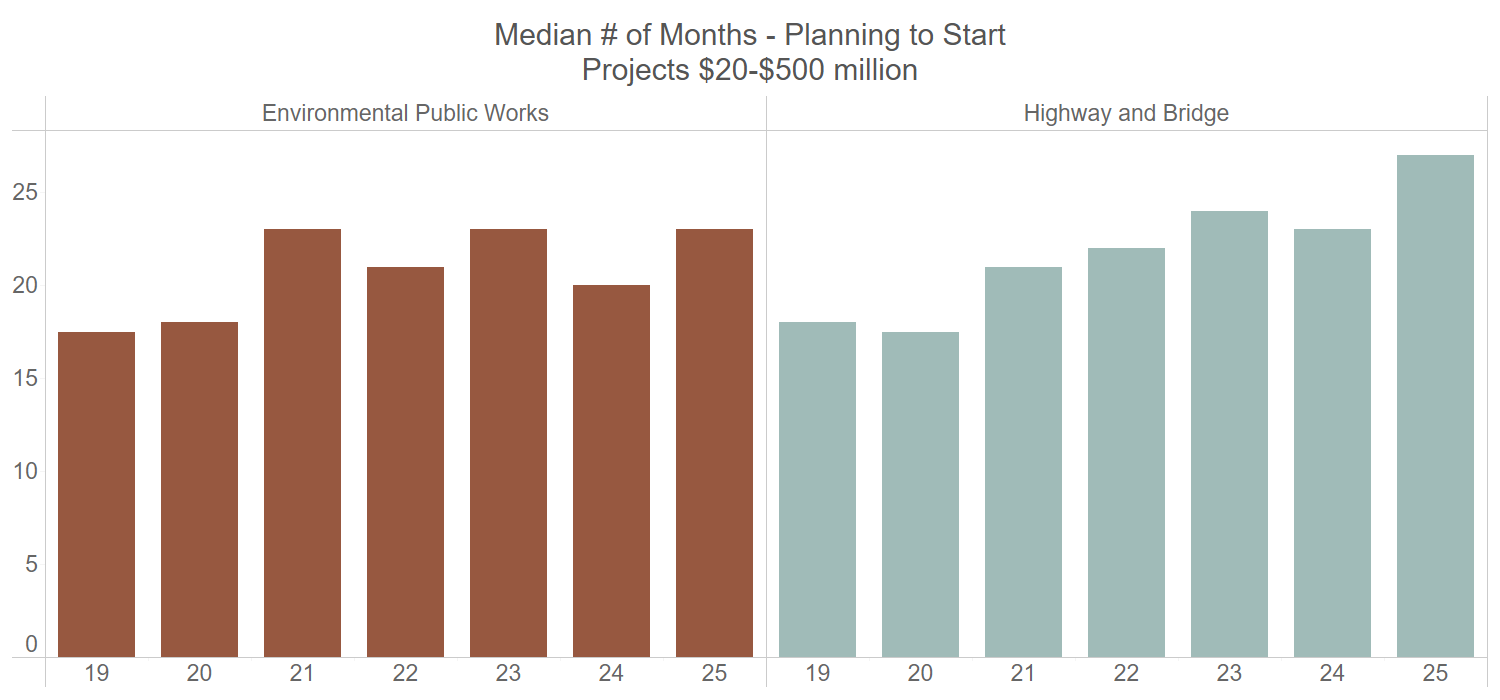 Median # of Months - Planning to Start
Projects $20-$500 million
Environmental Public Works
Highway and Bridge
25
20
15
10
5
0
19 20 21 22 23 24 25 19 20 21 22 23 24 25